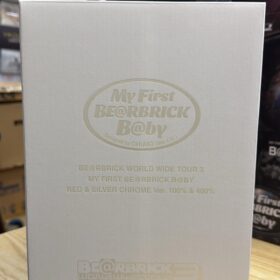 My First
BE@RBRICK
B@by
BE@RBRICK WORLD WIDE TOUR 3
MY FIRST BE@RBRICK B@BY
RED & SILVER CHROME Ver. 100% & 400%
BE@RBRICK